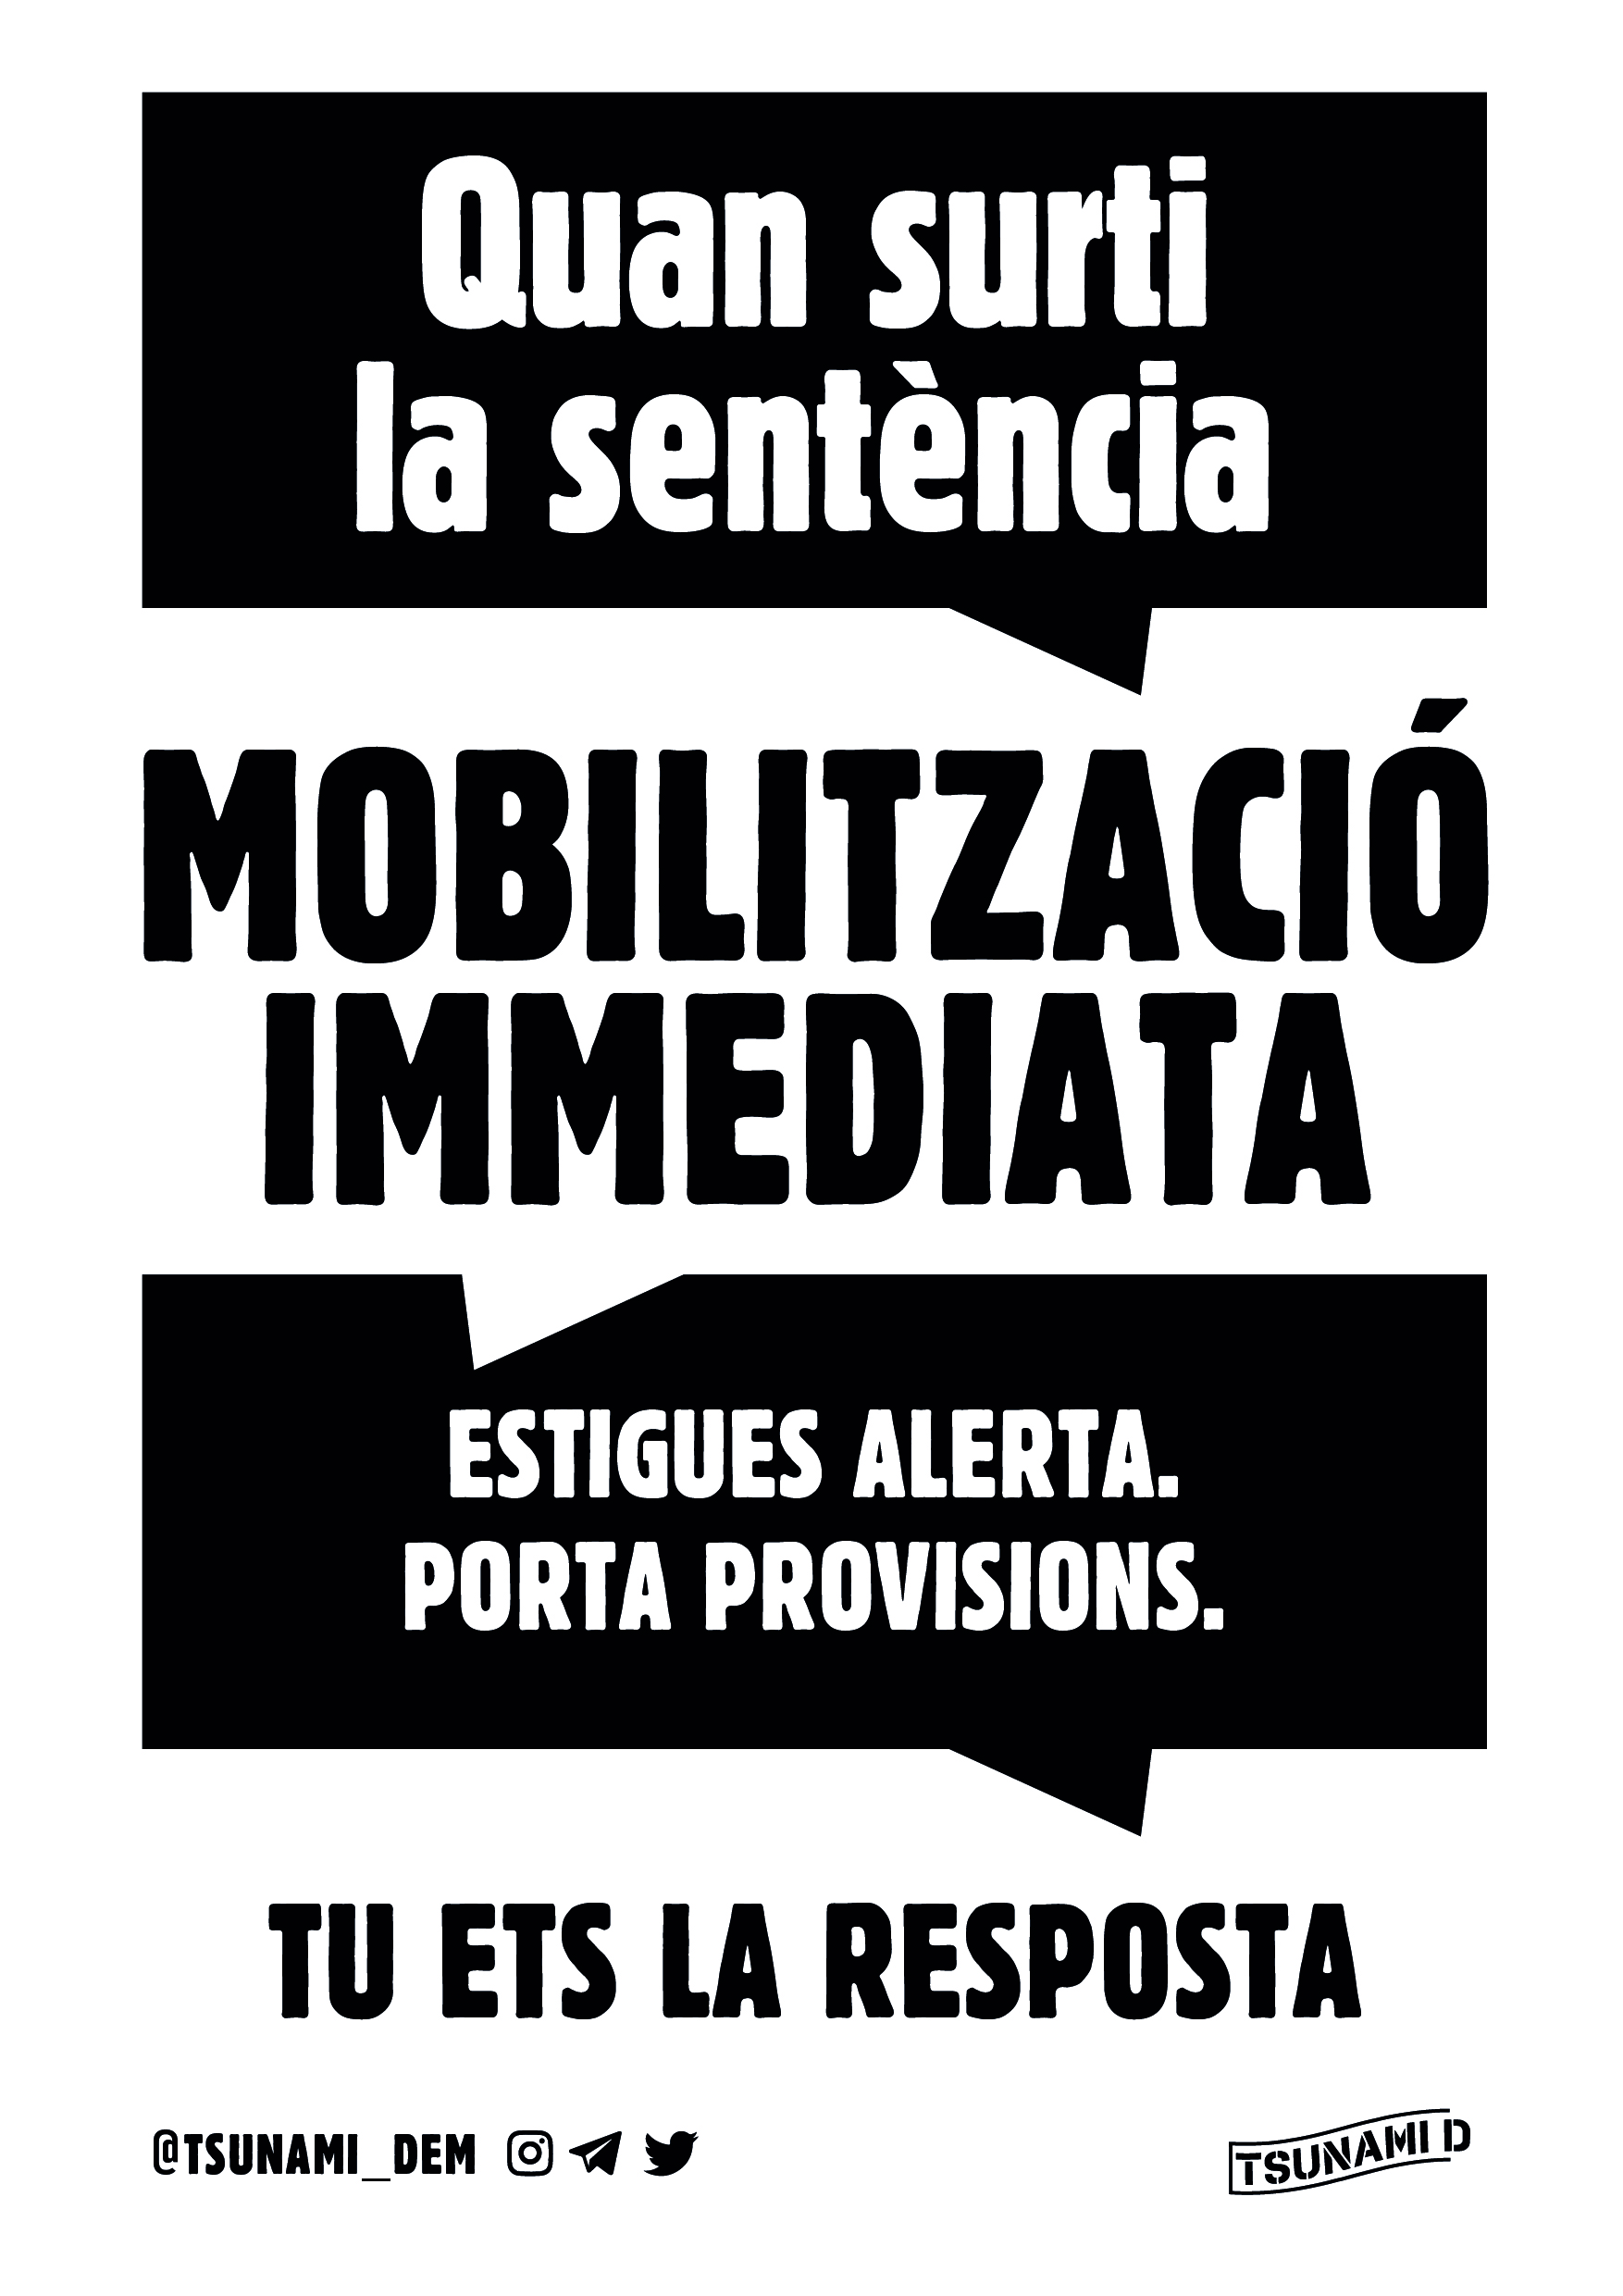 Quan surti
la sentència
MOBILITZACIÓ
IMMEDIATA
ESTIGUES ALERTA.
PORTA PROVISIONS.
TU ETS LA RESPOSTA
@TSUNAMI_DEM
TSUNAMI D